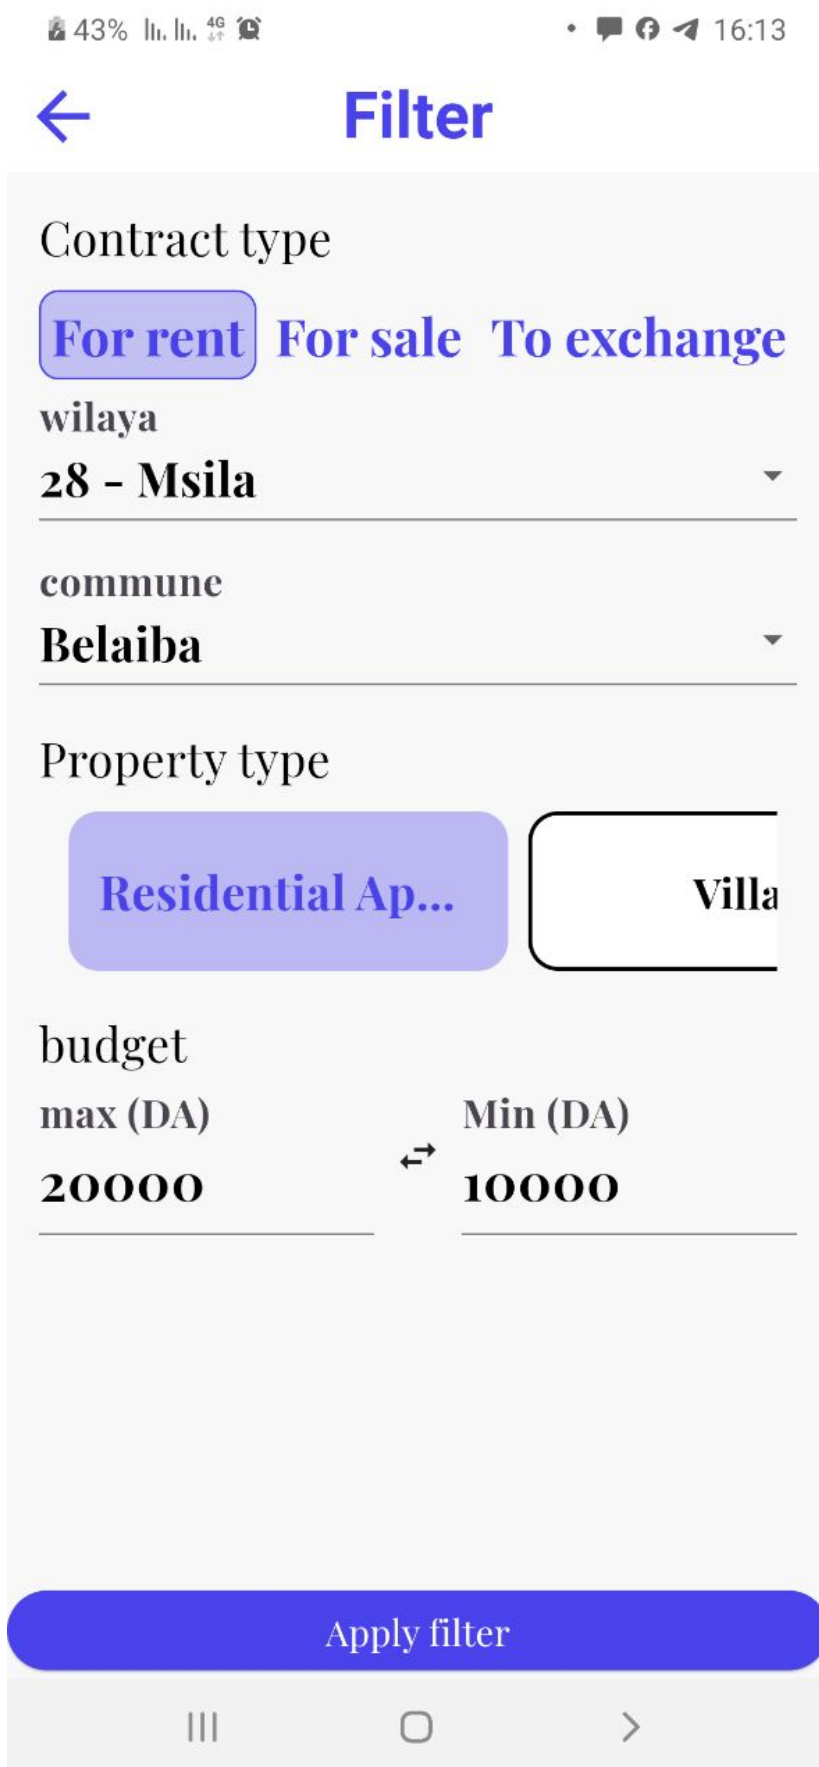 43% 4G 16:13
Filter
Contract type
For rent For sale To exchange
wilaya
28 - Msila
commune
Belaiba
Property type
Residential Ap... Villa
budget
max (DA) Min (DA)
20000 10000
Apply filter